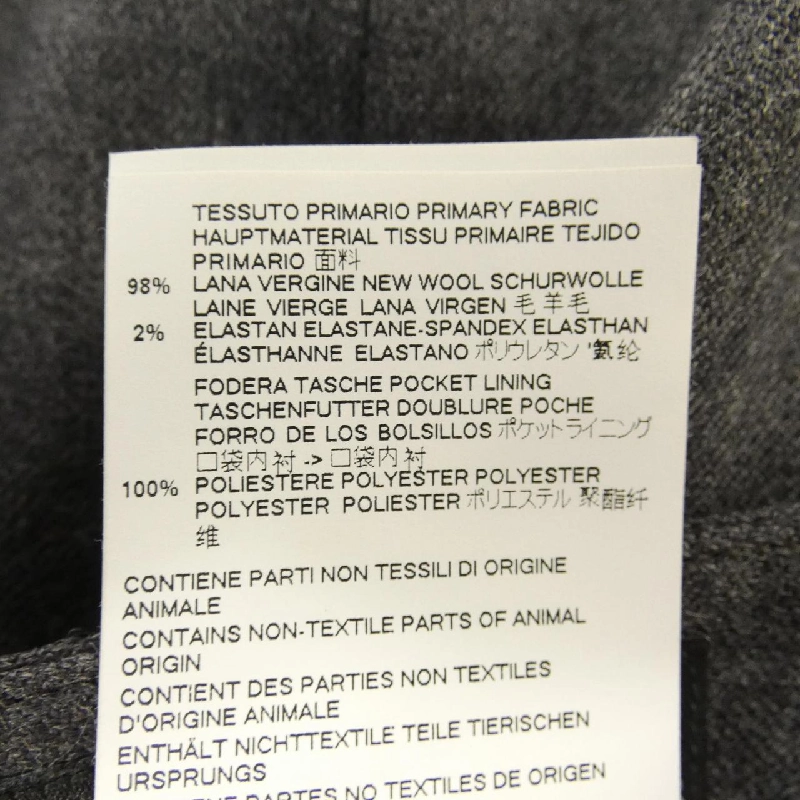 TESSUTO PRIMARIO PRIMARY FABRIC
HAUPTMATERIAL TISSU PRIMAIRE TEJIDO
PRIMARIO 面料
98% LANA VERGINE NEW WOOL SCHURWOLLE
LAINE VIERGE LANA VIRGEN 毛 羊毛
2% ELASTAN ELASTANE-SPANDEX ELASTHAN
ÉLASTHANNE ELASTANO ポリウレタン '氨纶
FODERA TASCHE POCKET LINING
TASCHENFUTTER DOUBLURE POCHE
FORRO DE LOS BOLSILLOS ポケットライニング
口袋内衬 -> 口袋内衬
100% POLIESTERE POLYESTER POLYESTER
POLYESTER POLIESTER ポリエステル 聚酯纤
维
CONTIENE PARTI NON TESSILI DI ORIGINE
ANIMALE
CONTAINS NON-TEXTILE PARTS OF ANIMAL
ORIGIN
CONTIENT DES PARTIES NON TEXTILES
D'ORIGINE ANIMALE
ENTHÄLT NICHTTEXTILE TEILE TIERISCHEN
URSPRUNGS
PARTES NO TEXTILES DE ORIGEN